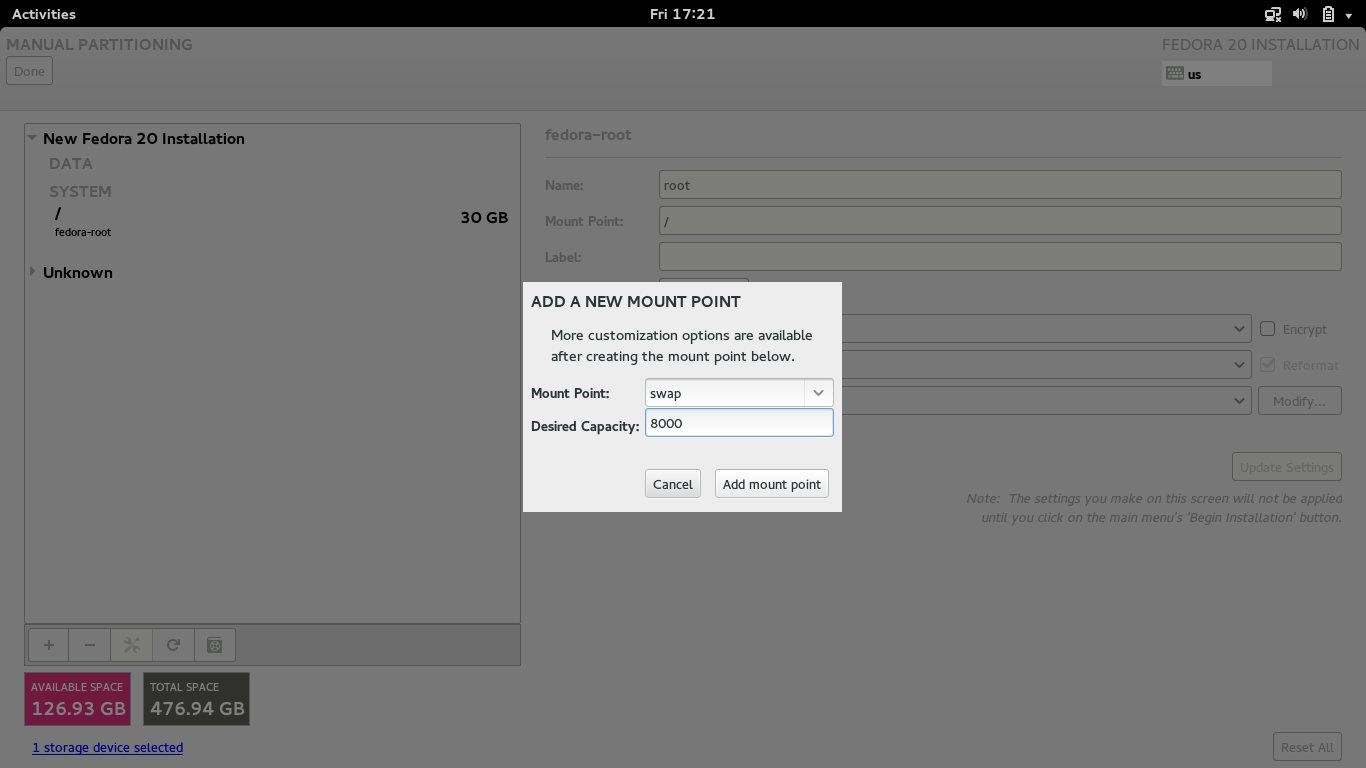 Activities
Fri 17:21
MANUAL PARTITIONING
FEDORA 20 INSTALLATION
Done
us
New Fedora 20 Installation
DATA
SYSTEM
/
30 GB
fedora-root
Unknown
fedora-root
Name:
root
Mount Point:
/
Label:
Encrypt
Reformat
Modify...
Update Settings
Note: The settings you make on this screen will not be applied
until you click on the main menu's 'Begin Installation' button.
ADD A NEW MOUNT POINT
More customization options are available
after creating the mount point below.
Mount Point:
swap
Desired Capacity:
8000
Cancel
Add mount point
AVAILABLE SPACE
126.93 GB
TOTAL SPACE
476.94 GB
1 storage device selected
Reset All